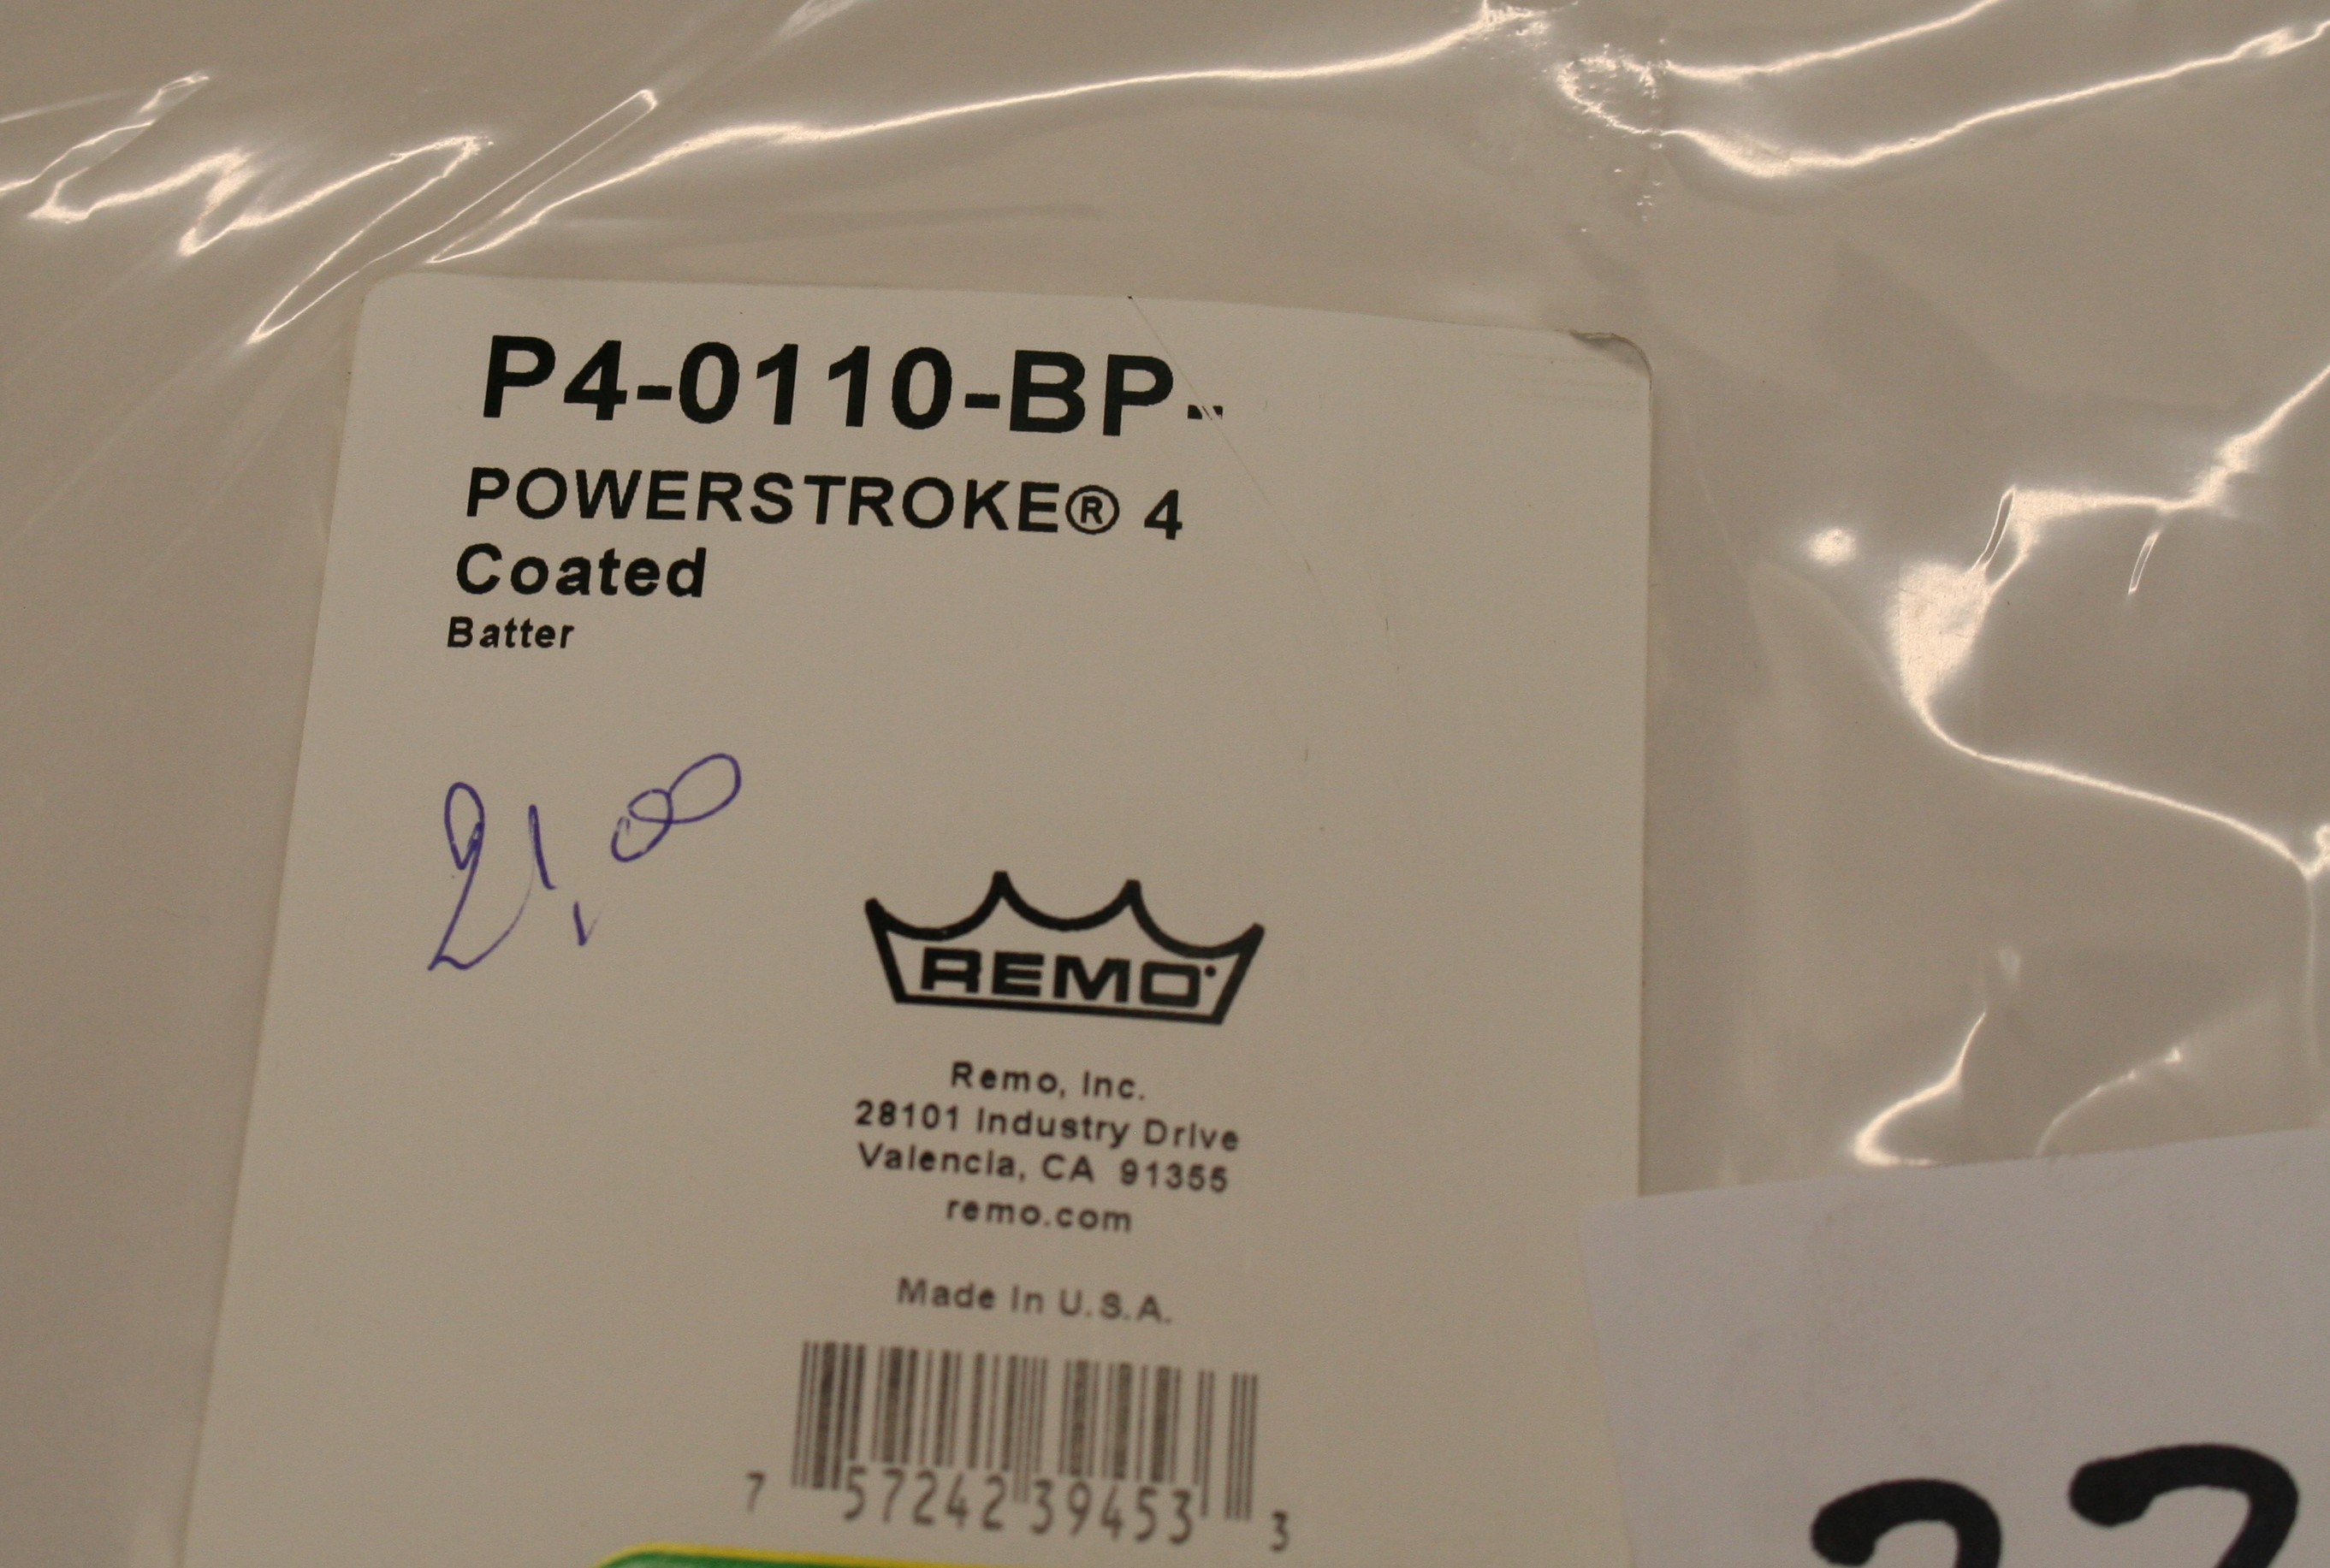 P4-0110-BP-
POWERSTROKE® 4
Coated
Batter
21,00
REMO
Remo, Inc.
28101 Industry Drive
Valencia, CA 91355
remo.com
Made In U.S.A.
7 57242 39453 3